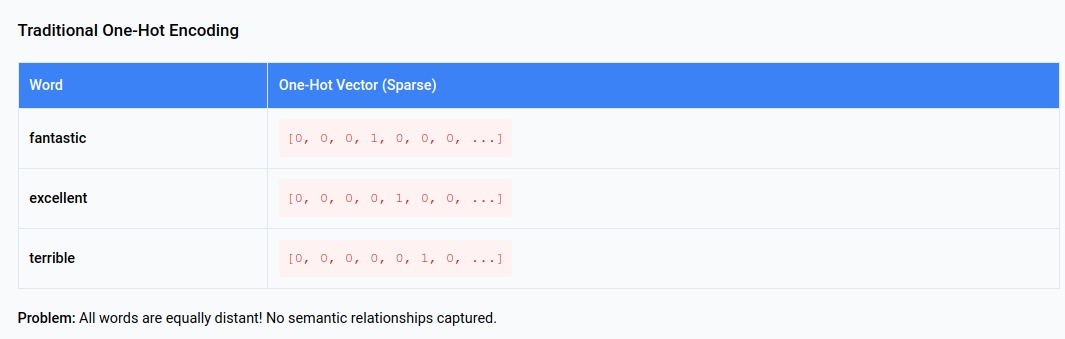 Traditional One-Hot Encoding
Word One-Hot Vector (Sparse)
fantastic [0, 0, 0, 1, 0, 0, 0, ...]
excellent [0, 0, 0, 0, 1, 0, 0, ...]
terrible [0, 0, 0, 0, 0, 1, 0, ...]
Problem: All words are equally distant! No semantic relationships captured.